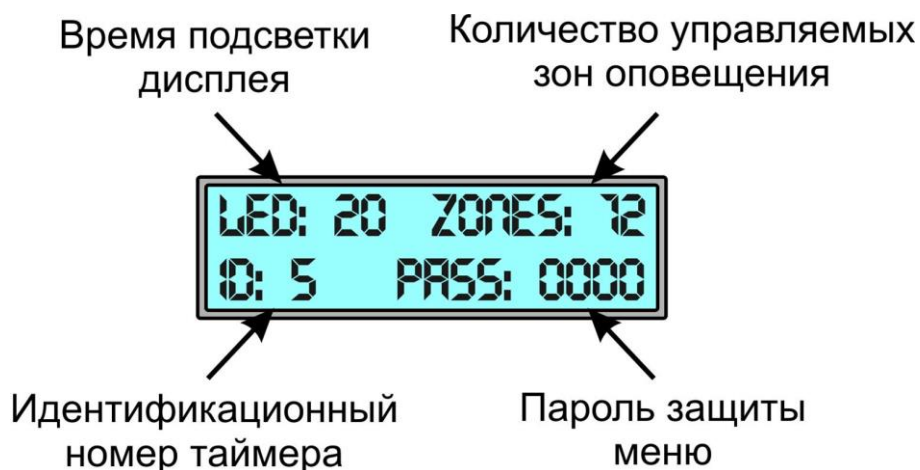 Время подсветки
дисплея
Количество управляемых
зон оповещения
LED: 20 ZONES: 12
ID: 5 PASS: 0000
Идентификационный
номер таймера
Пароль защиты
меню